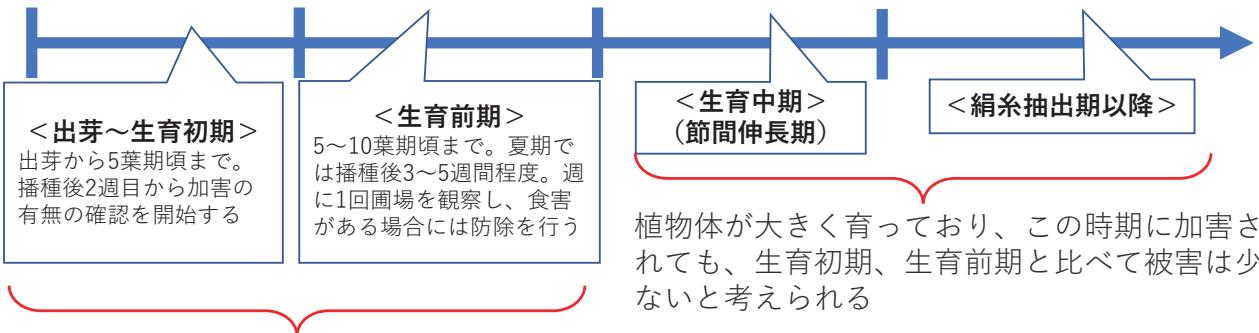 ＜出芽～生育初期＞
出芽から5葉期頃まで。
播種後2週目から加害の
有無の確認を開始する
＜生育前期＞
5～10葉期頃まで。夏期で
は播種後3～5週間程度。週
に1回圃場を観察し、食害
がある場合には防除を行う
＜生育中期＞
（節間伸長期）
＜絹糸抽出期以降＞
植物体が大きく育っており、この時期に加害さ
れても、生育初期、生育前期と比べて被害は少
ないと考えられる